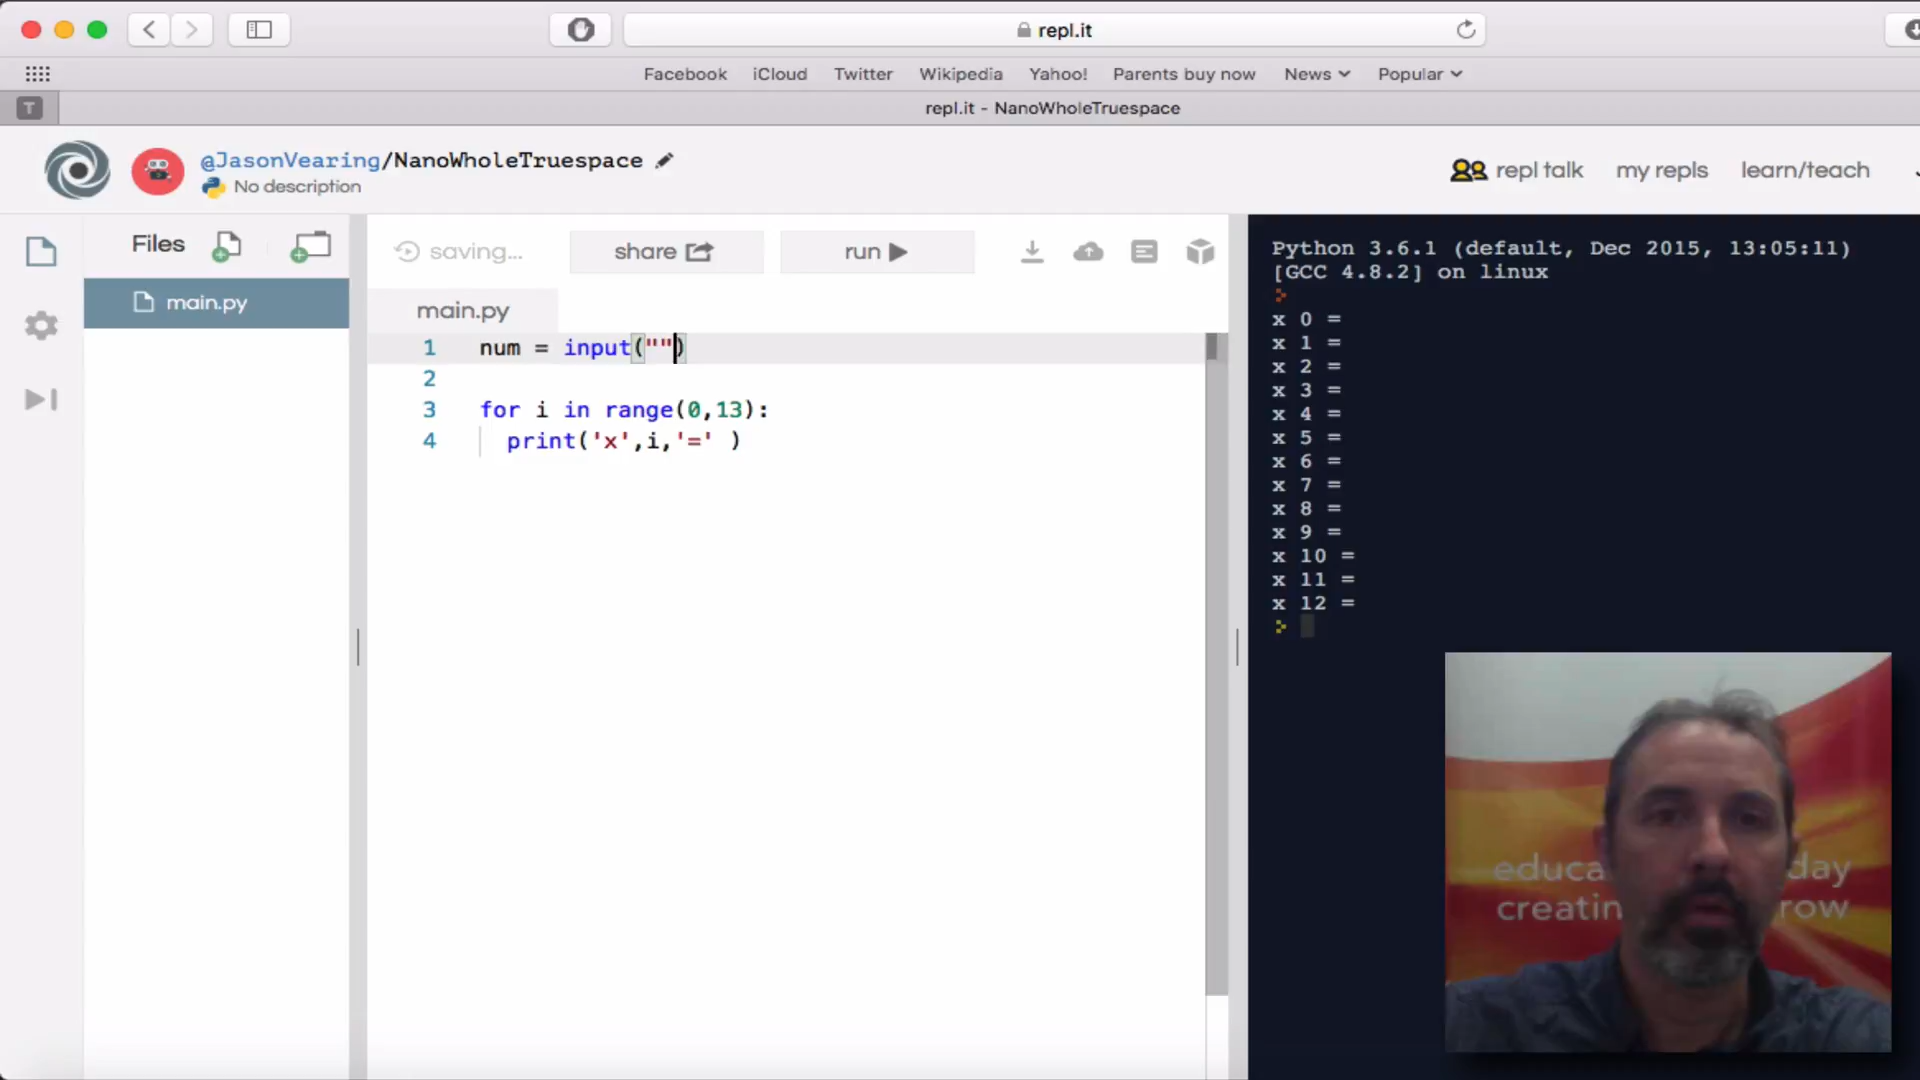 repl.it
Facebook iCloud Twitter Wikipedia Yahoo! Parents buy now News Popular
T
repl.it - NanoWholeTruespace
@JasonVearing/NanoWholeTruespace
No description
repl talk my repls learn/teach
Files
saving...
share
run
main.py
main.py
1 num = input("")
2
3 for i in range(0,13):
4 print('x',i,'=' )
Python 3.6.1 (default, Dec 2015, 13:05:11)
[GCC 4.8.2] on linux
x 0 =
x 1 =
x 2 =
x 3 =
x 4 =
x 5 =
x 6 =
x 7 =
x 8 =
x 9 =
x 10 =
x 11 =
x 12 =
educa day
creatin row